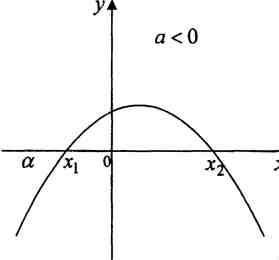 y
a < 0
α x₁ 0 x₂ x